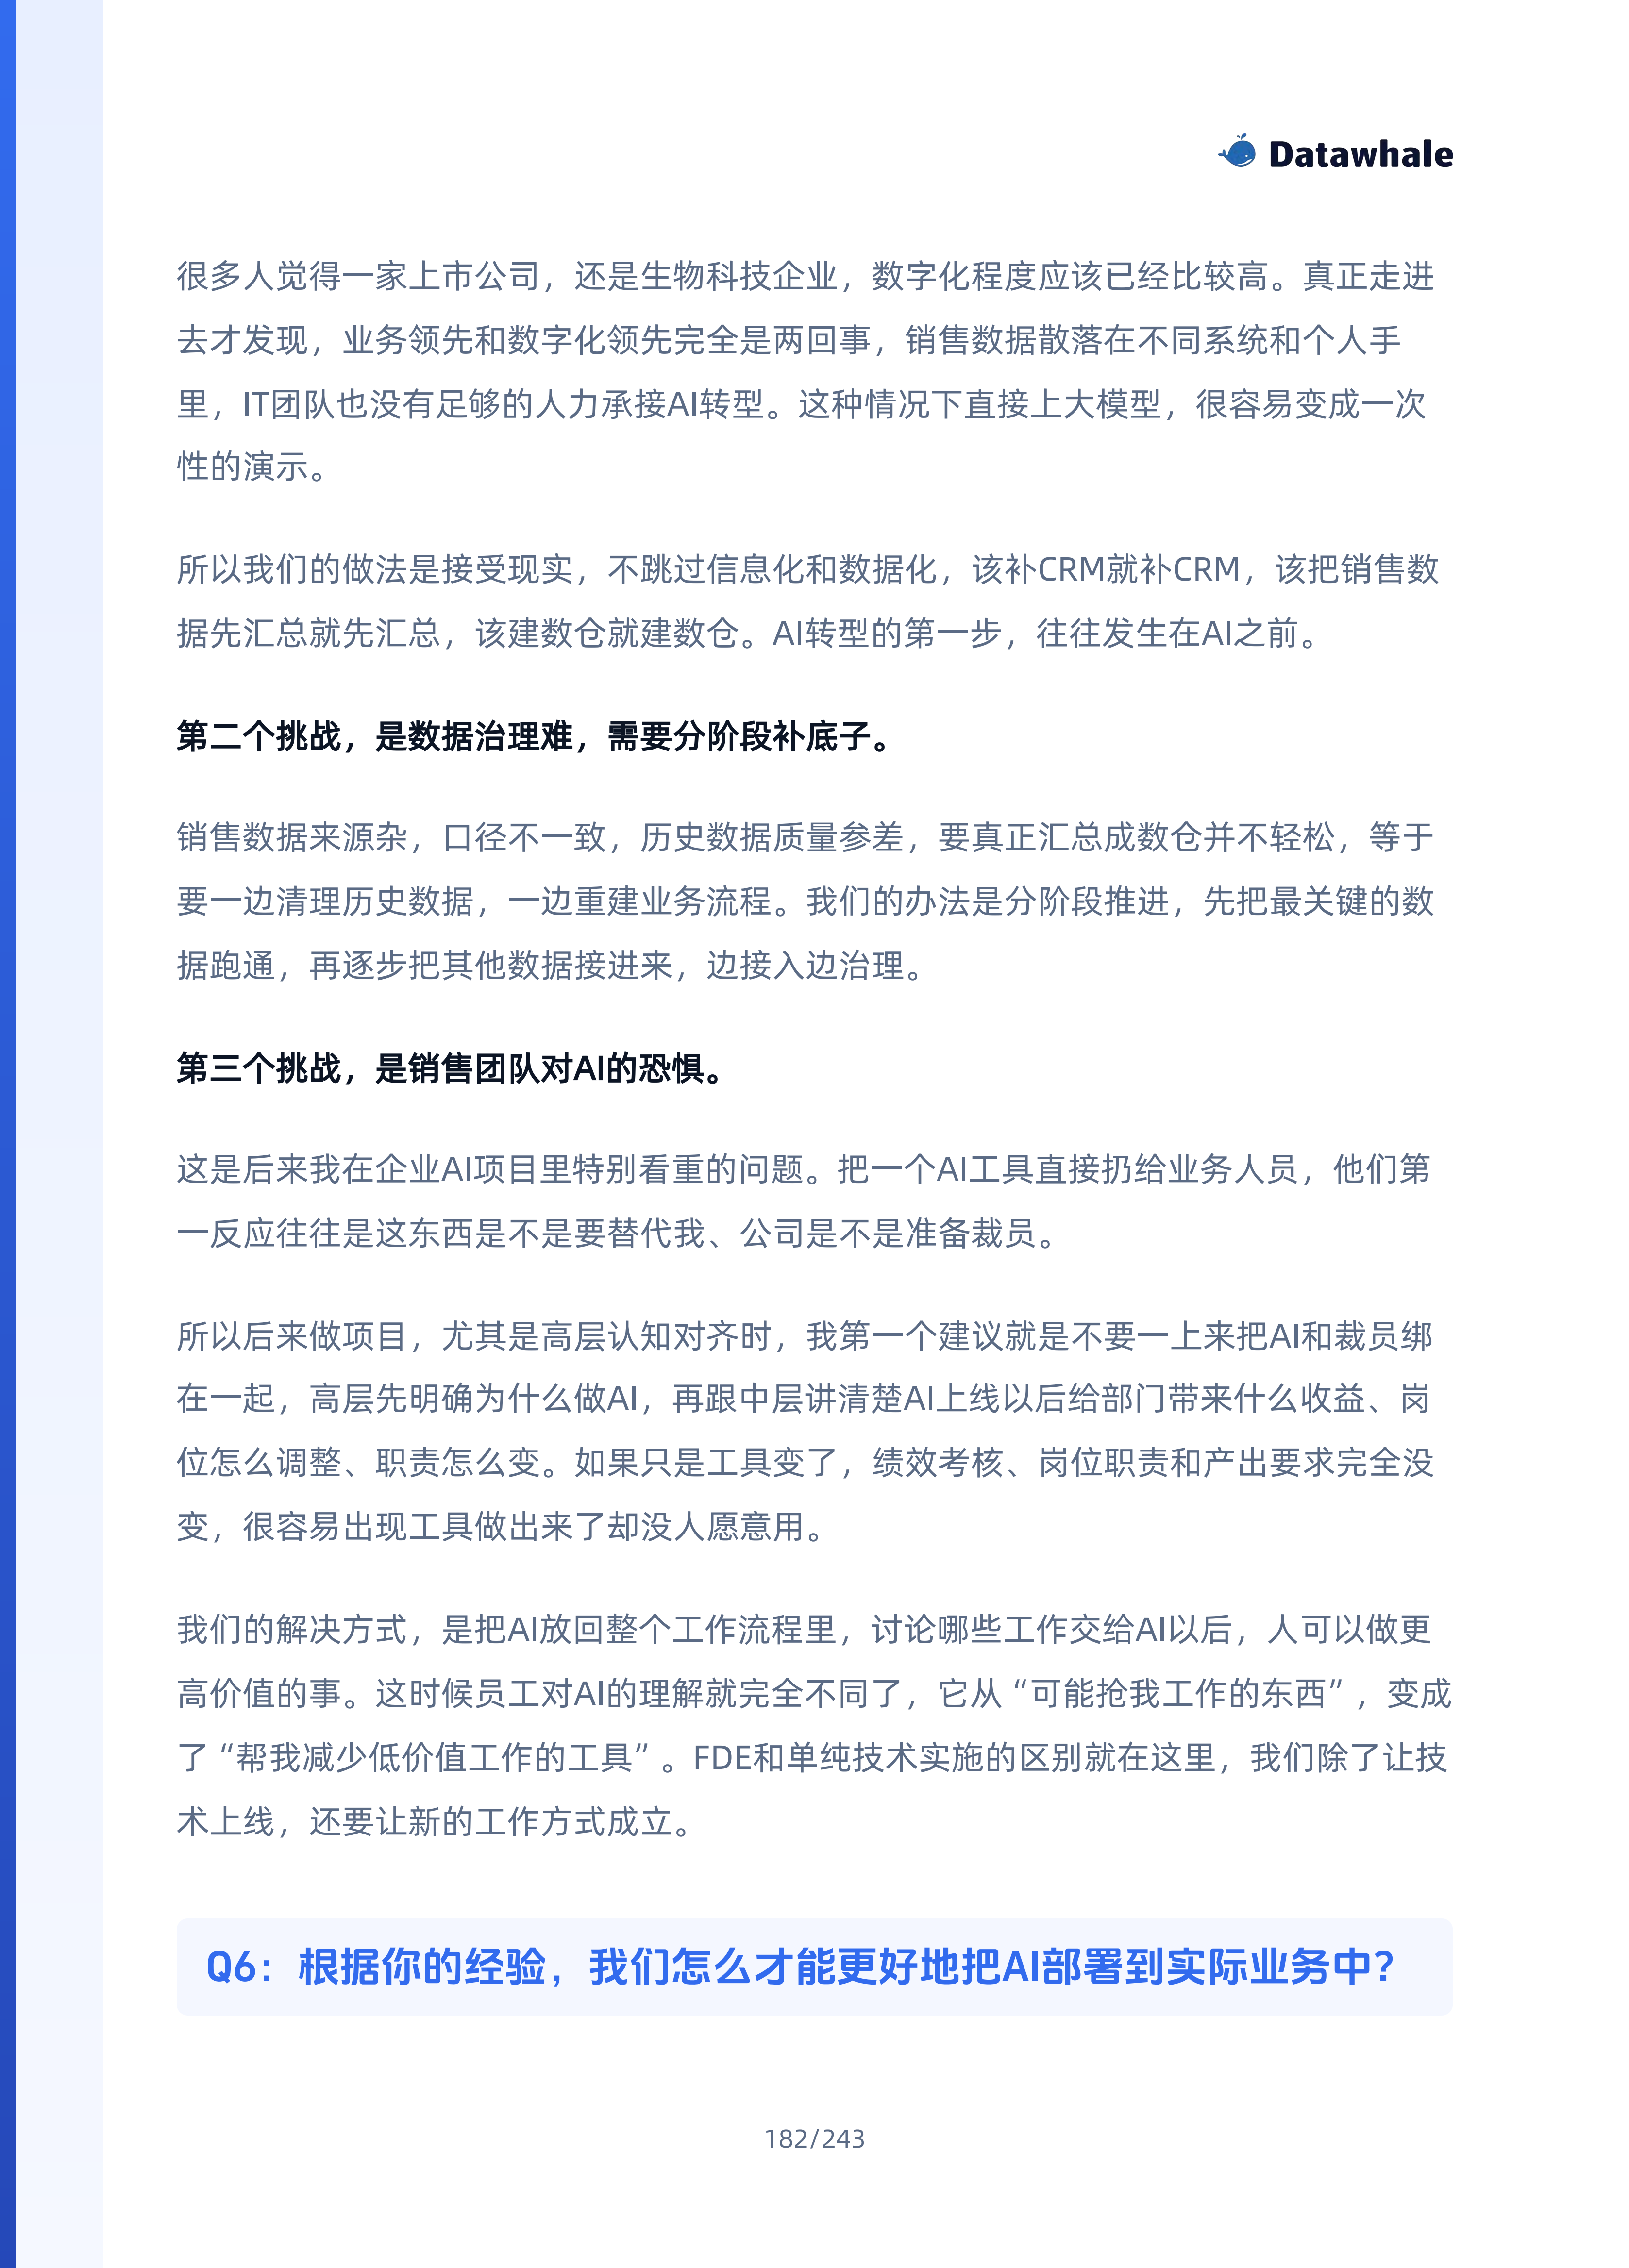 Datawhale
很多人觉得一家上市公司，还是生物科技企业，数字化程度应该已经比较高。真正走进
去才发现，业务领先和数字化领先完全是两回事，销售数据散落在不同系统和个人手
里，IT团队也没有足够的人力承接AI转型。这种情况下直接上大模型，很容易变成一次
性的演示。
所以我们的做法是接受现实，不跳过信息化和数据化，该补CRM就补CRM，该把销售数
据先汇总就先汇总，该建数仓就建数仓。AI转型的第一步，往往发生在AI之前。
第二个挑战，是数据治理难，需要分阶段补底子。
销售数据来源杂，口径不一致，历史数据质量参差，要真正汇总成数仓并不轻松，等于
要一边清理历史数据，一边重建业务流程。我们的办法是分阶段推进，先把最关键的数
据跑通，再逐步把其他数据接进来，边接入边治理。
第三个挑战，是销售团队对AI的恐惧。
这是后来我在企业AI项目里特别看重的问题。把一个AI工具直接扔给业务人员，他们第
一反应往往是这东西是不是要替代我、公司是不是准备裁员。
所以后来做项目，尤其是高层认知对齐时，我第一个建议就是不要一上来把AI和裁员绑
在一起，高层先明确为什么做AI，再跟中层讲清楚AI上线以后给部门带来什么收益、岗
位怎么调整、职责怎么变。如果只是工具变了，绩效考核、岗位职责和产出要求完全没
变，很容易出现工具做出来了却没人愿意用。
我们的解决方式，是把AI放回整个工作流程里，讨论哪些工作交给AI以后，人可以做更
高价值的事。这时候员工对AI的理解就完全不同了，它从“可能抢我工作的东西”，变成
了“帮我减少低价值工作的工具”。FDE和单纯技术实施的区别就在这里，我们除了让技
术上线，还要让新的工作方式成立。
Q6：根据你的经验，我们怎么才能更好地把AI部署到实际业务中？
182/243